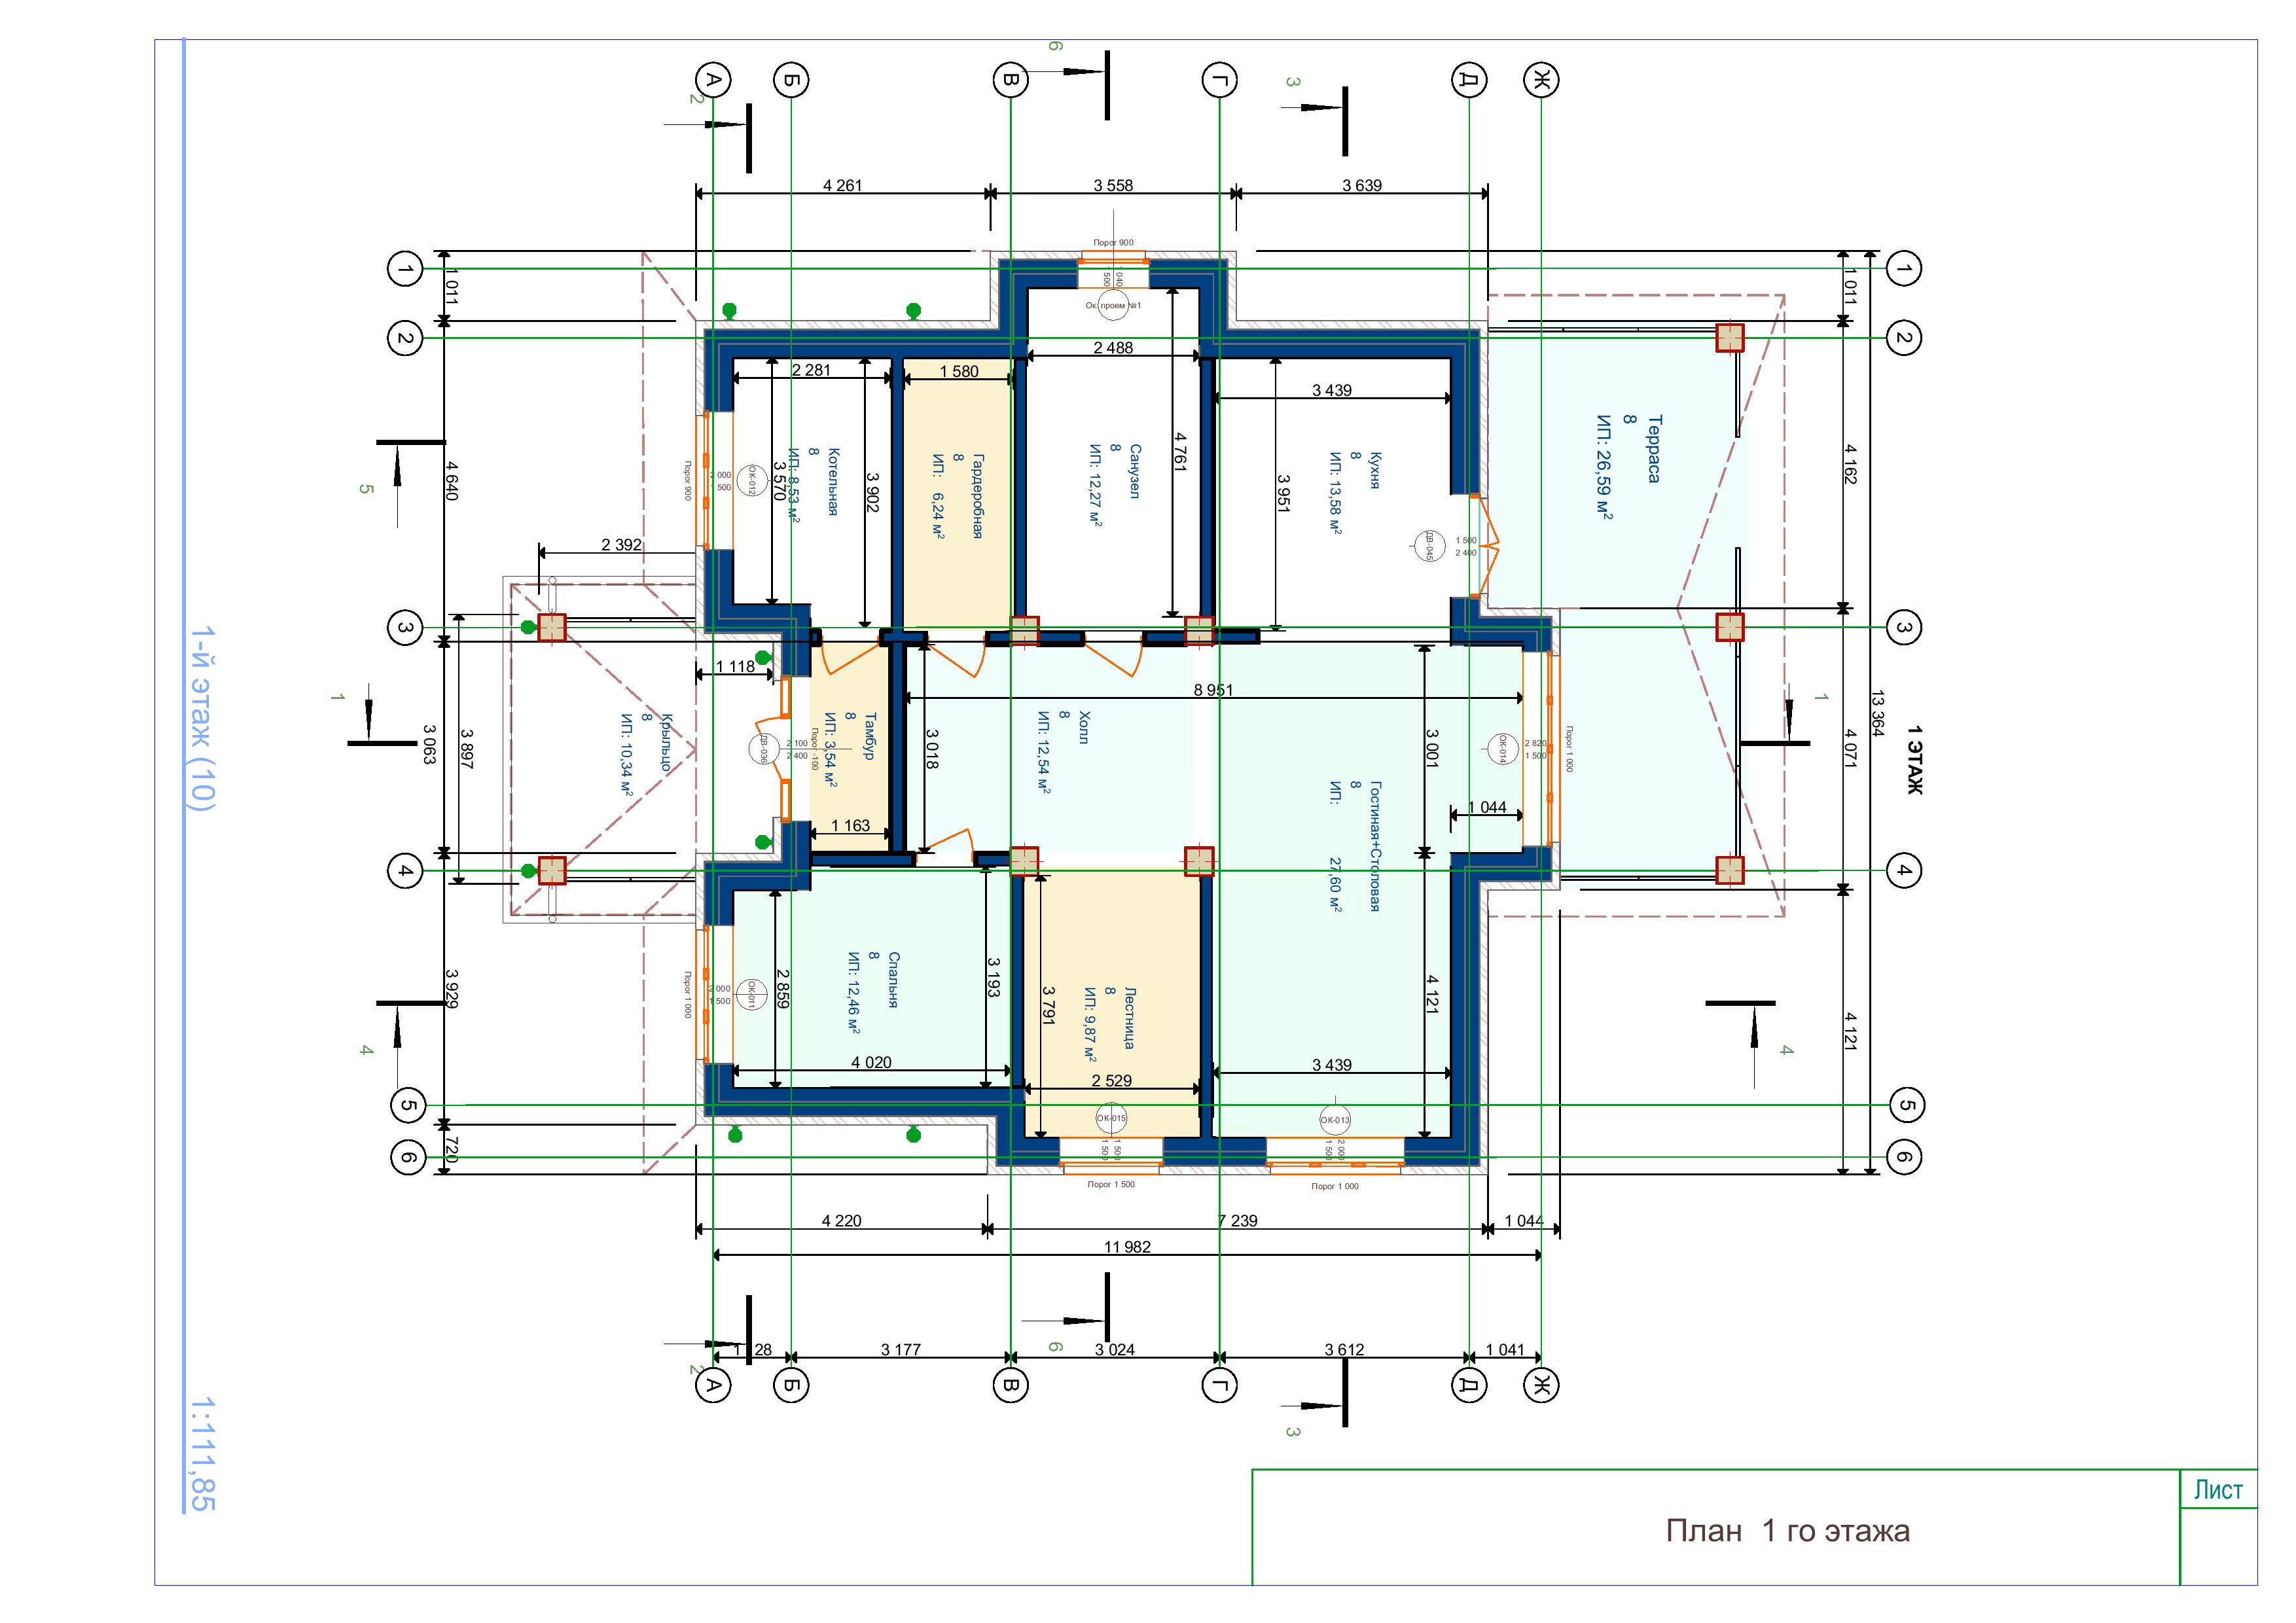 6
3
А
Б
В
Г
Д
Ж
2
4 261
3 558
3 639
Порог 900
1
1
1 011
1 011
1 040
1 500
Ок. проем №1
2
2
2 488
2 281
1 580
3 439
Терраса
8
ИП: 26,59 м²
Котельная
8
ИП: 8,53 м²
Гардеробная
8
ИП: 6,24 м²
Санузел
8
ИП: 12,27 м²
Кухня
8
ИП: 13,58 м²
4 761
3 951
3 902
3 570
ОК-012
2 000
1 500
Порог 900
5
4 640
4 162
ДВ-045
1 500
2 400
2 392
3
3
1 118
8 951
1
1
13 364
1 ЭТАЖ
4 071
3 063
3 897
Крыльцо
8
ИП: 10,34 м²
ДВ-036
2 100
2 400
Порог -100
Тамбур
8
ИП: 3,54 м²
3 018
Холл
8
ИП: 12,54 м²
3 001
ОК-014
2 820
1 500
Порог 1 000
Гостиная+Столовая
8
ИП: 27,60 м²
1 044
1 163
4
4
3 929
4 121
Порог 1 000
2 000
1 500
ОК-011
2 859
Спальня
8
ИП: 12,46 м²
3 193
3 791
Лестница
8
ИП: 9,87 м²
4 121
4
4
4 020
2 529
3 439
5
5
ОК-015
ОК-013
1 500
1 500
2 000
1 500
720
6
6
Порог 1 500
Порог 1 000
4 220
7 239
1 044
11 982
28
3 177
3 024
3 612
1 041
6
2
А
Б
В
Г
Д
Ж
3
1-й этаж (10)
1:111,85
Лист
План 1 го этажа